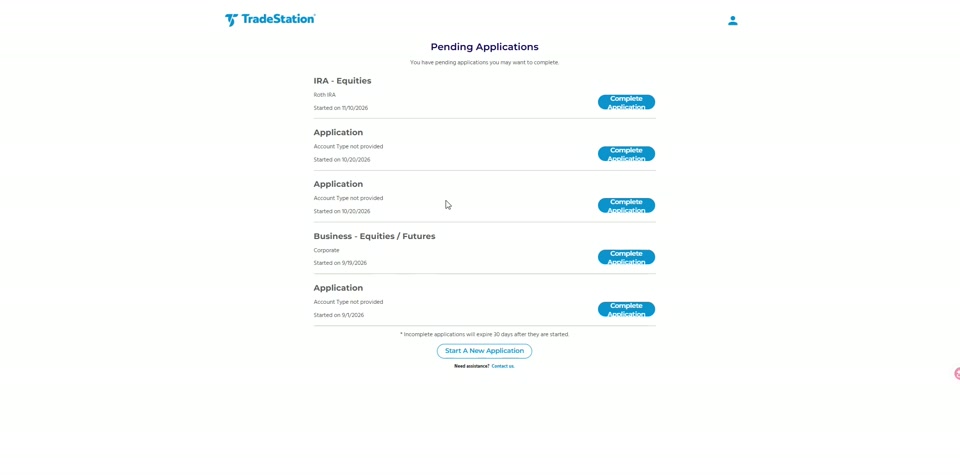 TradeStation
Pending Applications
You have pending applications you may want to complete.
IRA - Equities
Roth IRA
Started on 11/10/2026
Complete Application
Application
Account Type not provided
Started on 10/20/2026
Complete Application
Application
Account Type not provided
Started on 10/20/2026
Complete Application
Business - Equities / Futures
Corporate
Started on 9/19/2026
Complete Application
Application
Account Type not provided
Started on 9/1/2026
Complete Application
* Incomplete applications will expire 30 days after they are started.
Start A New Application
Need assistance? Contact us.